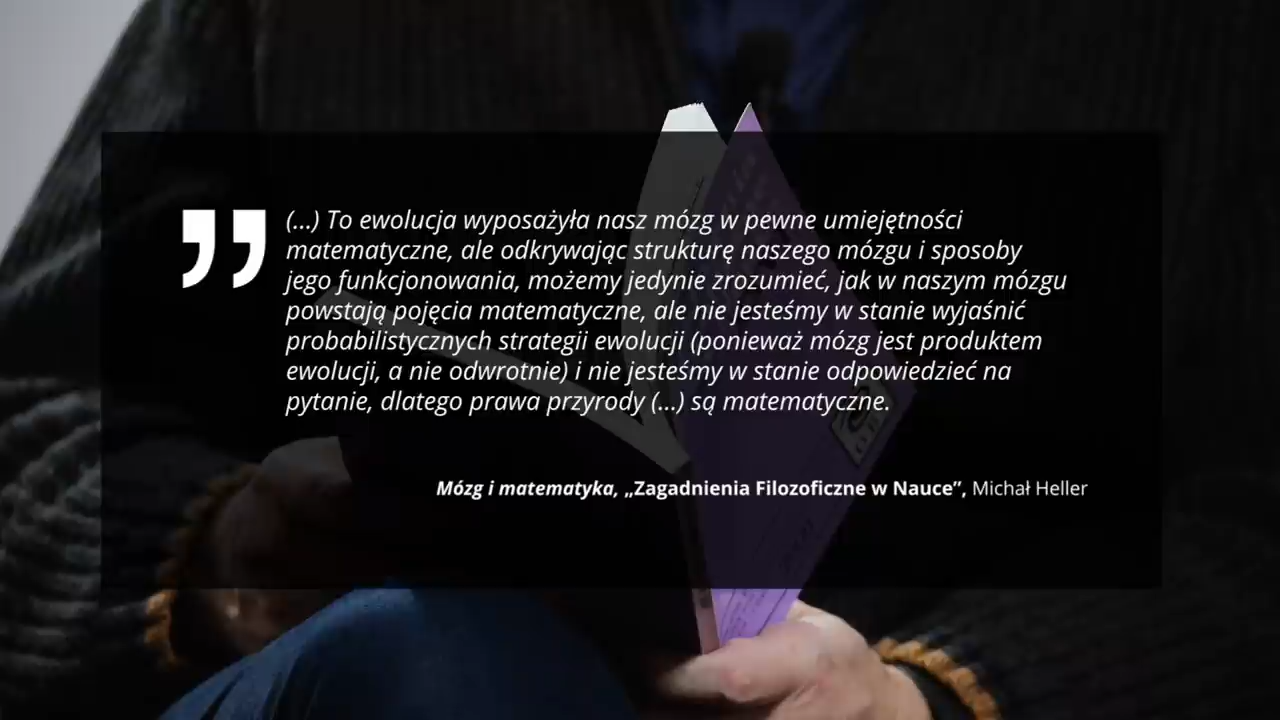 (...) To ewolucja wyposażyła nasz mózg w pewne umiejętności
matematyczne, ale odkrywając strukturę naszego mózgu i sposoby
jego funkcjonowania, możemy jedynie zrozumieć, jak w naszym mózgu
powstają pojęcia matematyczne, ale nie jesteśmy w stanie wyjaśnić
probabilistycznych strategii ewolucji (ponieważ mózg jest produktem
ewolucji, a nie odwrotnie) i nie jesteśmy w stanie odpowiedzieć na
pytanie, dlatego prawa przyrody (...) są matematyczne.
Mózg i matematyka, „Zagadnienia Filozoficzne w Nauce”, Michał Heller